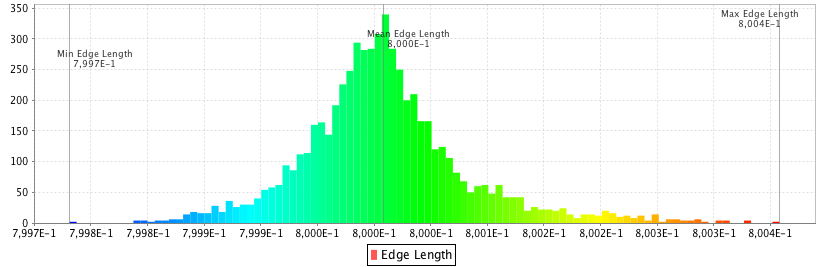 350
300
250
200
150
100
50
0
Min Edge Length
7,997E-1
Mean Edge Length
8,000E-1
Max Edge Length
8,004E-1
7,997E-1 7,998E-1 7,998E-1 7,999E-1 7,999E-1 8,000E-1 8,000E-1 8,000E-1 8,001E-1 8,001E-1 8,002E-1 8,002E-1 8,003E-1 8,003E-1 8,004E-1
Edge Length